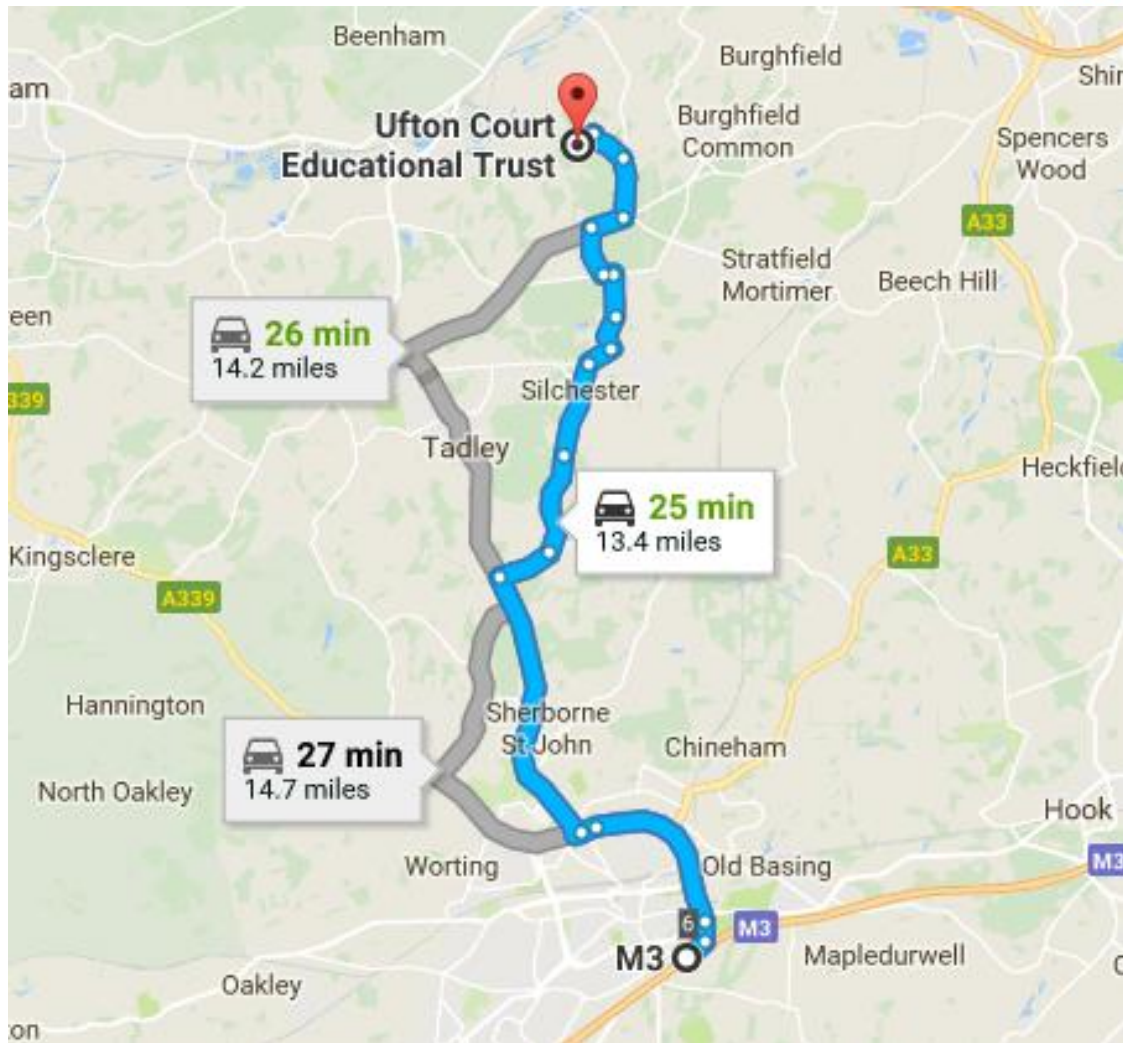 Beenham
Burghfield
am
Shir
Ufton Court
Educational Trust
Burghfield
Common
Spencers
Wood
A33
Stratfield
Mortimer
Beech Hill
een
26 min
14.2 miles
339
Silchester
Tadley
Heckfield
25 min
13.4 miles
Kingsclere
A33
A339
Hannington
Sherborne
St John
Chineham
27 min
14.7 miles
North Oakley
Hook
Worting
Old Basing
M3
6
M3
M3
Mapledurwell
Oakley
C
on